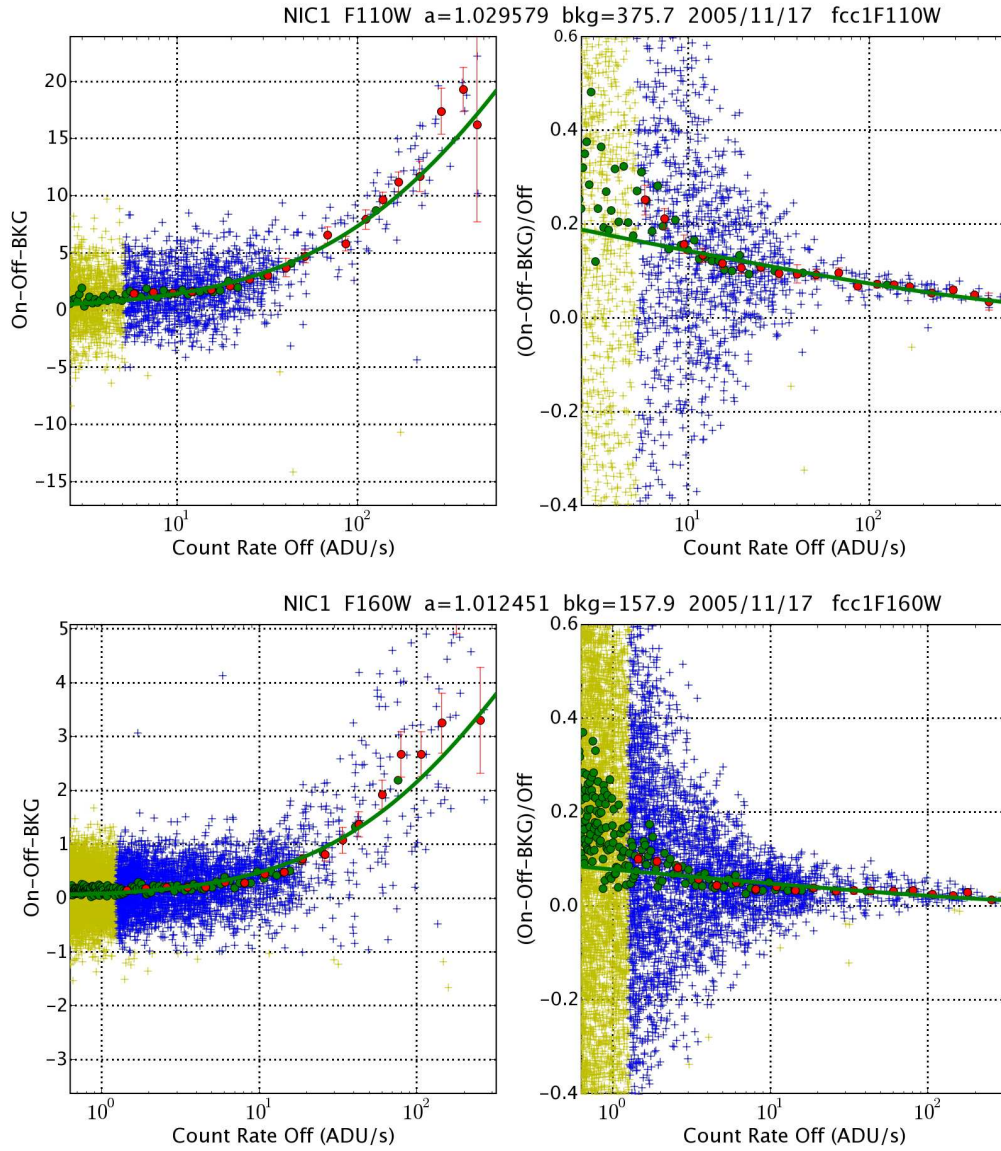 NIC1 F110W a=1.029579 bkg=375.7 2005/11/17 fcc1F110W
On-Off-BKG
20
15
10
5
0
−5
−10
−15
10¹ 10²
Count Rate Off (ADU/s)
(On-Off-BKG)/Off
0.6
0.4
0.2
0.0
−0.2
−0.4
10¹ 10²
Count Rate Off (ADU/s)
NIC1 F160W a=1.012451 bkg=157.9 2005/11/17 fcc1F160W
On-Off-BKG
5
4
3
2
1
0
−1
−2
−3
10⁰ 10¹ 10²
Count Rate Off (ADU/s)
(On-Off-BKG)/Off
0.6
0.4
0.2
0.0
−0.2
−0.4
10⁰ 10¹ 10²
Count Rate Off (ADU/s)